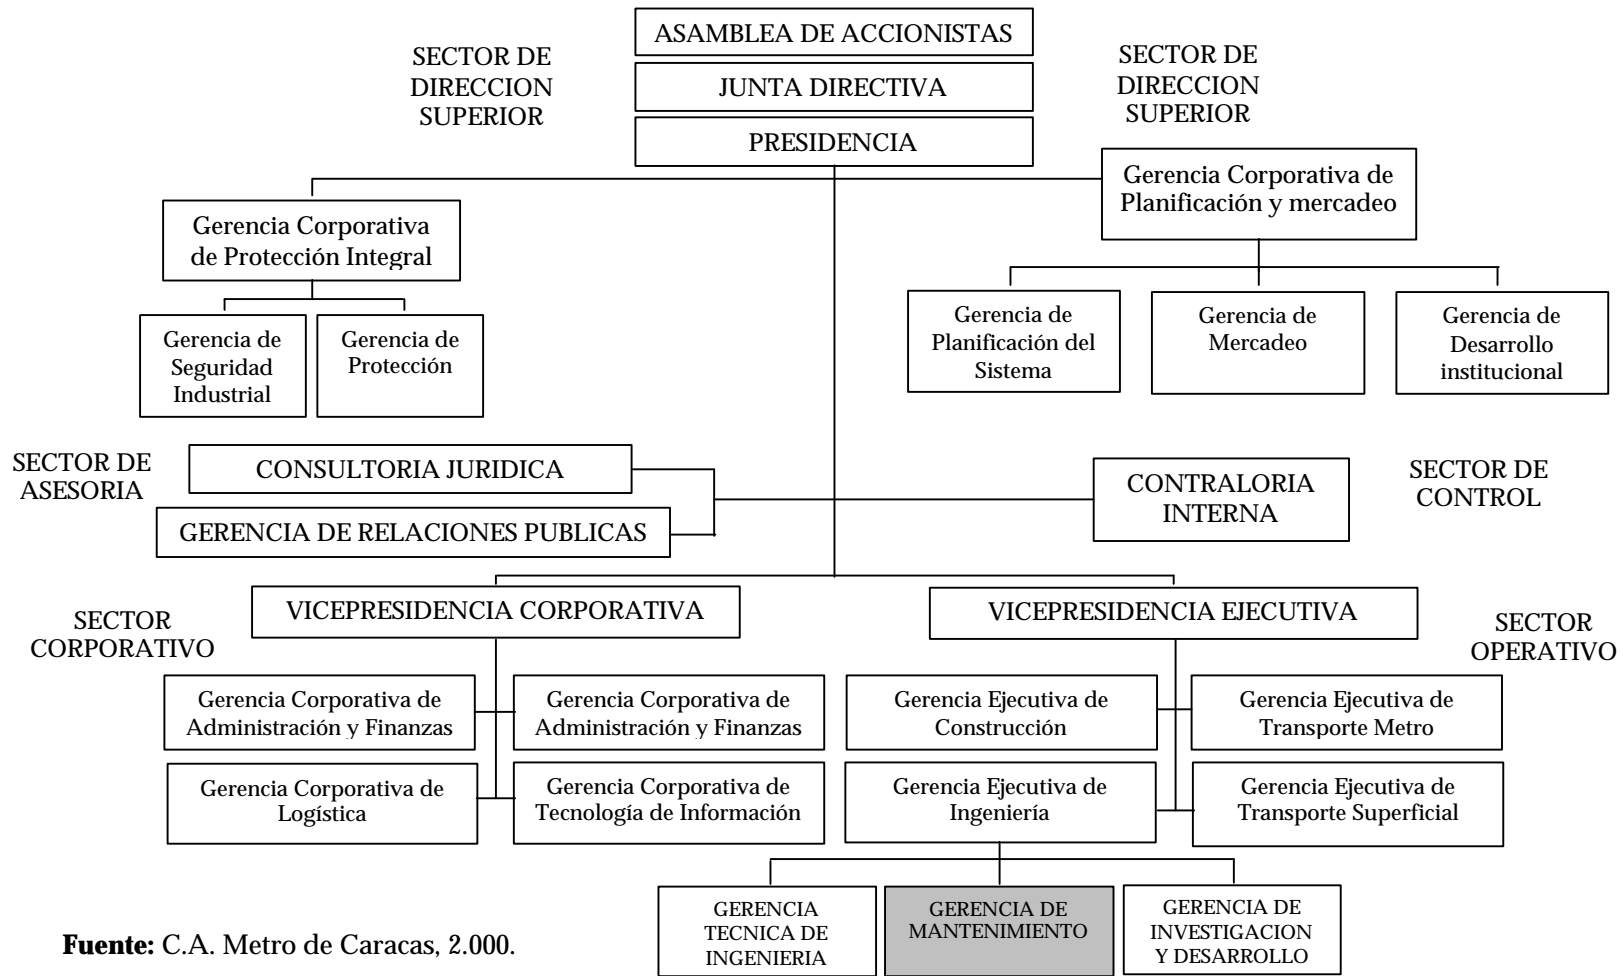 ASAMBLEA DE ACCIONISTAS
SECTOR DE
DIRECCION
SUPERIOR
JUNTA DIRECTIVA
SECTOR DE
DIRECCION
SUPERIOR
PRESIDENCIA
Gerencia Corporativa de
Planificación y mercadeo
Gerencia Corporativa
de Protección Integral
Gerencia de
Seguridad
Industrial
Gerencia de
Protección
Gerencia de
Planificación del
Sistema
Gerencia de
Mercadeo
Gerencia de
Desarrollo
institucional
SECTOR DE
ASESORIA
CONSULTORIA JURIDICA
GERENCIA DE RELACIONES PUBLICAS
CONTRALORIA
INTERNA
SECTOR DE
CONTROL
VICEPRESIDENCIA CORPORATIVA
VICEPRESIDENCIA EJECUTIVA
SECTOR
CORPORATIVO
SECTOR
OPERATIVO
Gerencia Corporativa de
Administración y Finanzas
Gerencia Corporativa de
Administración y Finanzas
Gerencia Ejecutiva de
Construcción
Gerencia Ejecutiva de
Transporte Metro
Gerencia Corporativa de
Logística
Gerencia Corporativa de
Tecnología de Información
Gerencia Ejecutiva de
Ingeniería
Gerencia Ejecutiva de
Transporte Superficial
GERENCIA
TECNICA DE
INGENIERIA
GERENCIA DE
MANTENIMIENTO
GERENCIA DE
INVESTIGACION
Y DESARROLLO
Fuente: C.A. Metro de Caracas, 2.000.